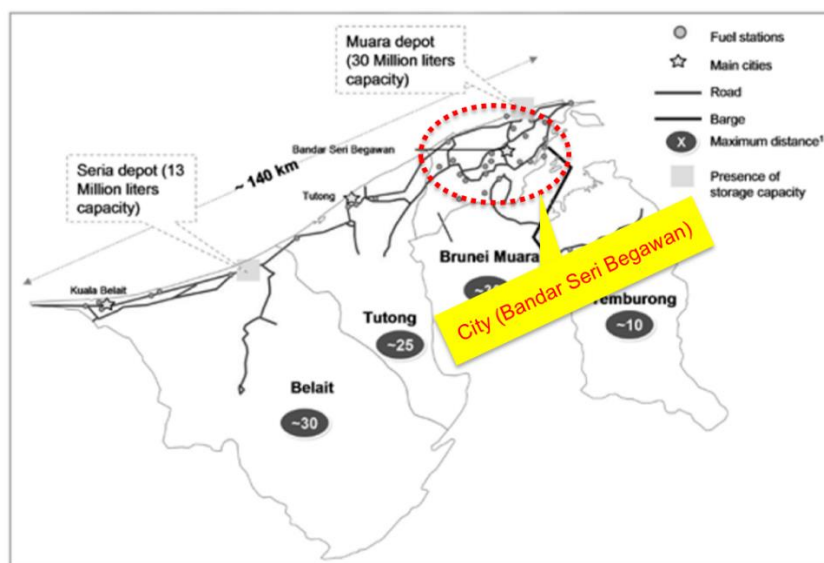 Muara depot
(30 Million liters
capacity)
Fuel stations
Main cities
Road
Barge
X
Maximum distance¹
Presence of
storage capacity
Bandar Seri Begawan
Seria depot (13
Million liters
capacity)
~ 140 km
Tutong
Kuala Belait
Brunei Muara
City (Bandar Seri Begawan)
Tutong
~25
~10
Belait
~30